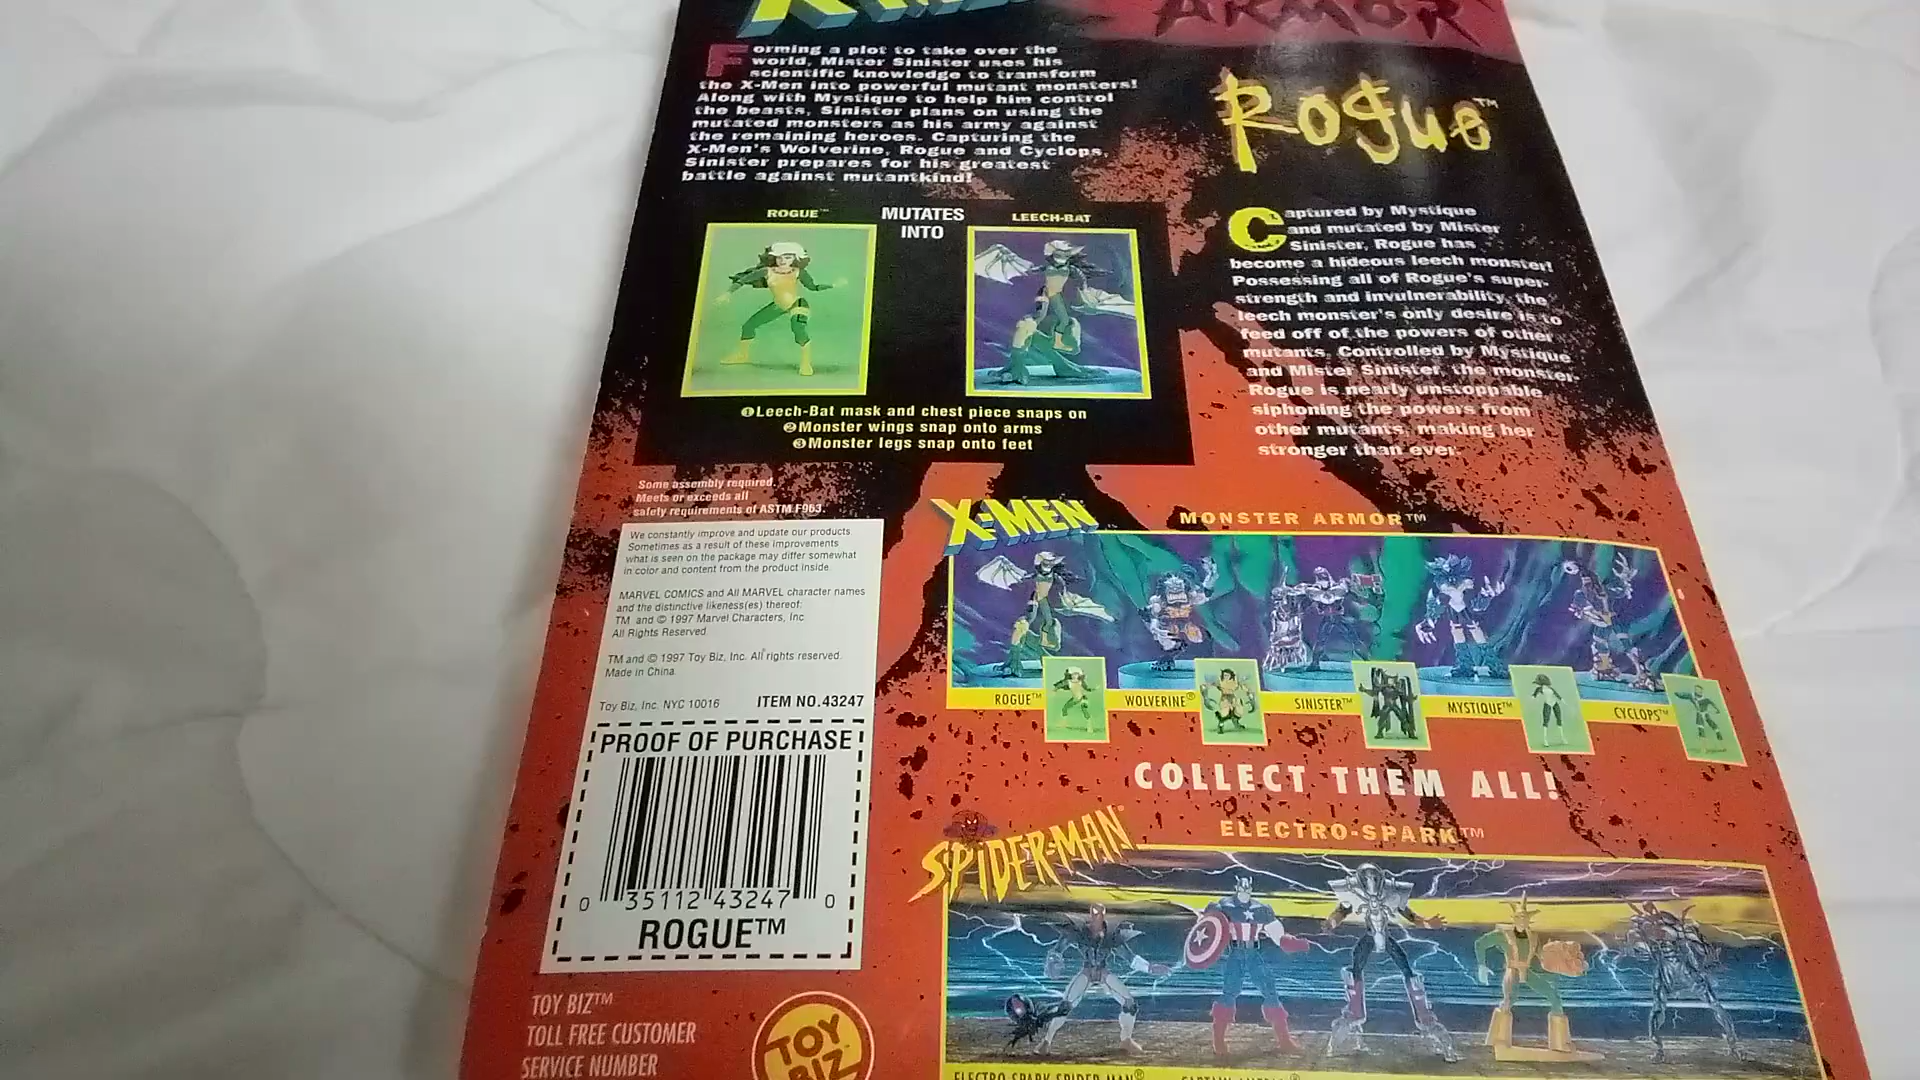 X-MEN
ARMOR
Forming a plot to take over the
world, Mister Sinister uses his
scientific knowledge to transform
the X-Men into powerful mutant monsters!
Along with Mystique to help him control
the beasts, Sinister plans on using the
mutated monsters as his army against
the remaining heroes. Capturing the
X-Men's Wolverine, Rogue and Cyclops,
Sinister prepares for his greatest
battle against mutantkind!
Rogue™
ROGUE™
MUTATES
INTO
LEECH-BAT
❶Leech-Bat mask and chest piece snaps on
❷Monster wings snap onto arms
❸Monster legs snap onto feet
Captured by Mystique
and mutated by Mister
Sinister, Rogue has
become a hideous leech monster!
Possessing all of Rogue's super-
strength and invulnerability, the
leech monster's only desire is to
feed off of the powers of other
mutants. Controlled by Mystique
and Mister Sinister, the monster-
Rogue is nearly unstoppable
siphoning the powers from
other mutants, making her
stronger than ever.
Some assembly required.
Meets or exceeds all
safety requirements of ASTM F963.
We constantly improve and update our products
Sometimes as a result of these improvements
what is seen on the package may differ somewhat
in color and content from the product inside
MARVEL COMICS and All MARVEL character names
and the distinctive likeness(es) thereof:
TM and © 1997 Marvel Characters, Inc
All Rights Reserved.
TM and © 1997 Toy Biz, Inc. All rights reserved.
Made in China
Toy Biz, Inc. NYC 10016 ITEM NO.43247
PROOF OF PURCHASE
0 35112 43247 0
ROGUE™
X-MEN
MONSTER ARMOR™
ROGUE™
WOLVERINE®
SINISTER™
MYSTIQUE™
CYCLOPS™
COLLECT THEM ALL!
SPIDER-MAN
ELECTRO-SPARK™
ELECTRO-SPARK SPIDER-MAN®
CAPTAIN AMERICA®
TOY BIZ™
TOLL FREE CUSTOMER
SERVICE NUMBER
TOY
BIZ